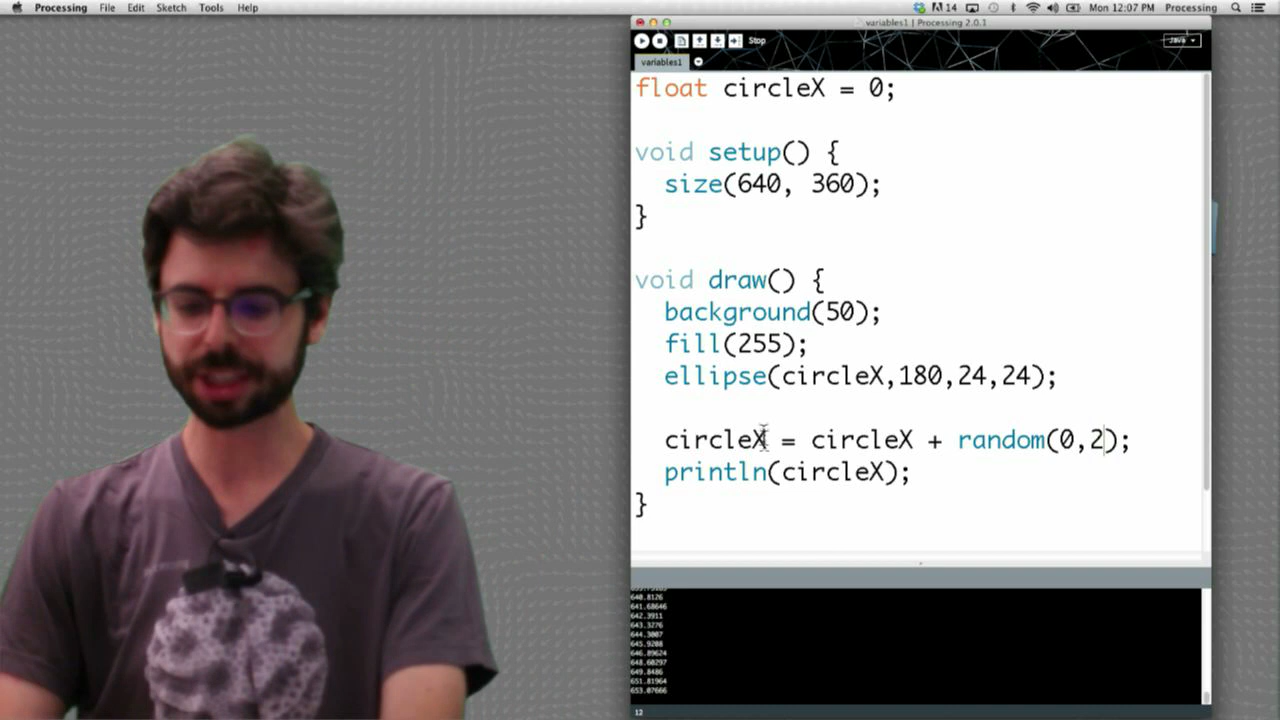 Processing File Edit Sketch Tools Help
14 Mon 12:07 PM Processing
variables1 | Processing 2.0.1
Stop
Java
variables1
float circleX = 0;
void setup() {
size(640, 360);
}
void draw() {
background(50);
fill(255);
ellipse(circleX,180,24,24);
circleX = circleX + random(0,2);
println(circleX);
}
640.8126
641.68646
642.3911
643.3276
644.3007
645.9208
646.89624
648.60297
649.8486
651.81964
653.07666
12